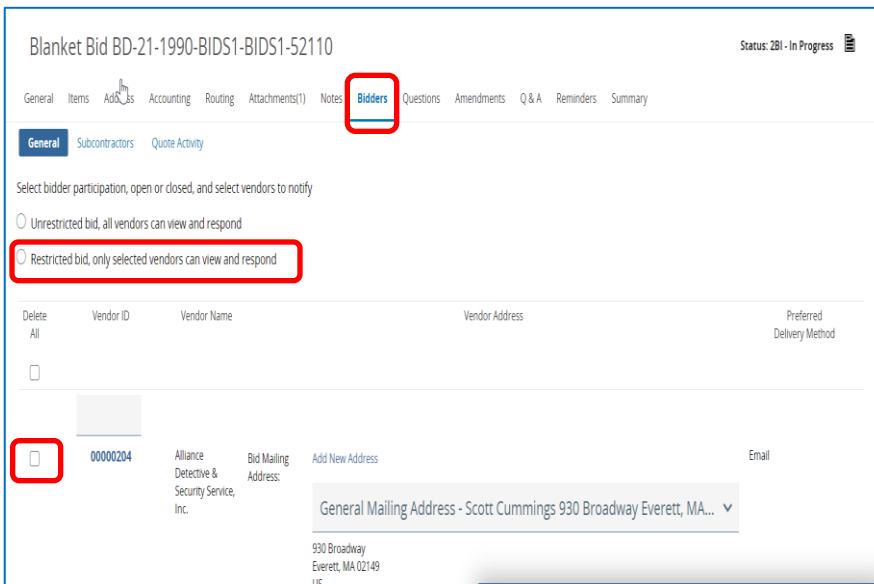 Blanket Bid BD-21-1990-BIDS1-BIDS1-52110
Status: 2BI - In Progress
General Items Address Accounting Routing Attachments(1) Notes Bidders Questions Amendments Q & A Reminders Summary
General Subcontractors Quote Activity
Select bidder participation, open or closed, and select vendors to notify
Unrestricted bid, all vendors can view and respond
Restricted bid, only selected vendors can view and respond
Delete All
Vendor ID
Vendor Name
Vendor Address
Preferred Delivery Method
00000204
Alliance
Detective &
Security Service,
Inc.
Bid Mailing
Address:
Add New Address
Email
General Mailing Address - Scott Cummings 930 Broadway Everett, MA...
930 Broadway
Everett, MA 02149
US